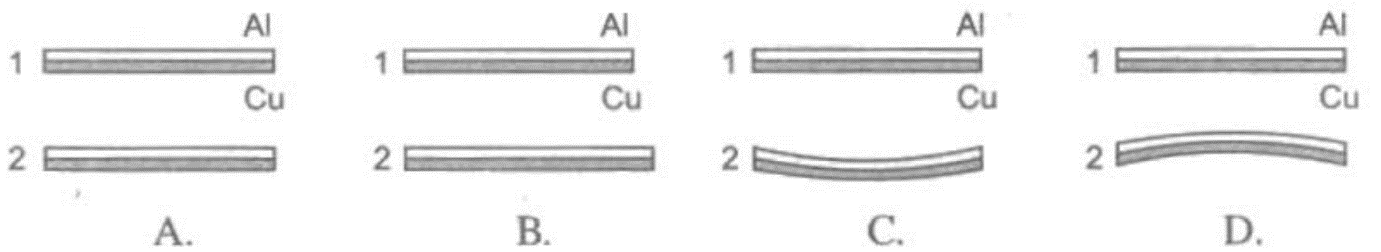 Al Al Al Al
1 1 1 1
Cu Cu Cu Cu
2 2 2 2
A. B. C. D.